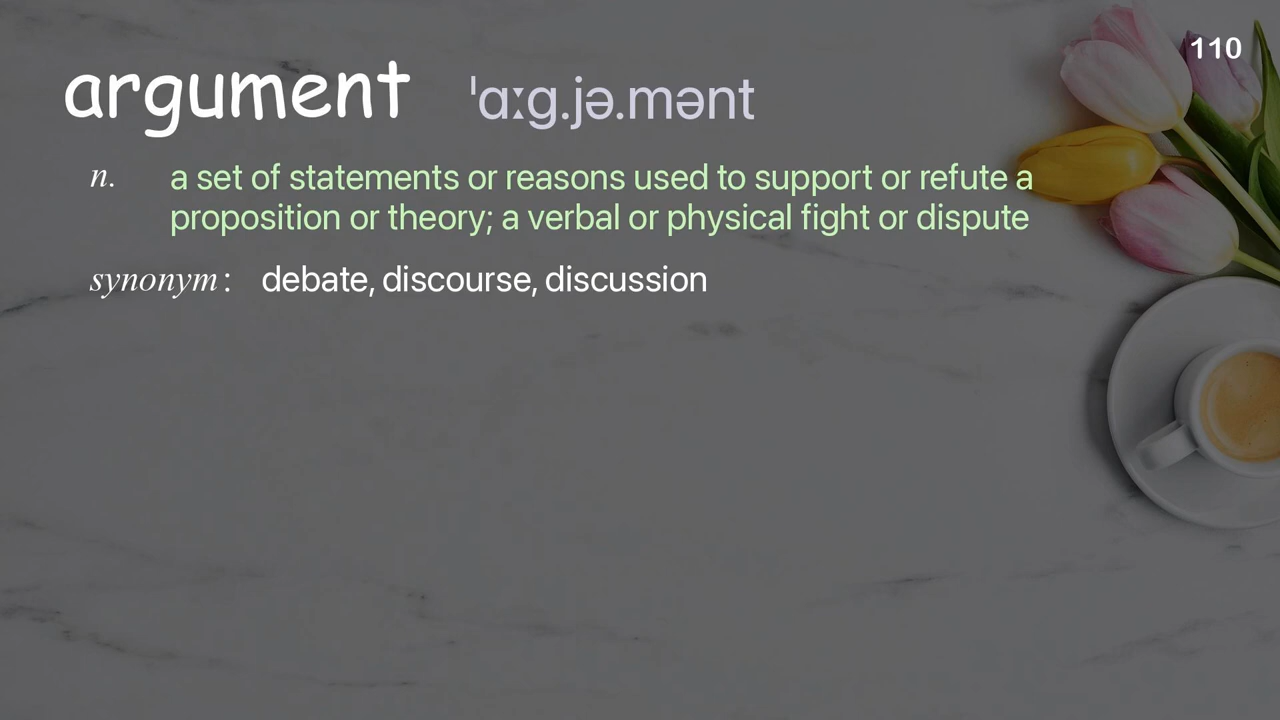 110
argument ˈɑːɡ.jə.mənt
n. a set of statements or reasons used to support or refute a
proposition or theory; a verbal or physical fight or dispute
synonym: debate, discourse, discussion